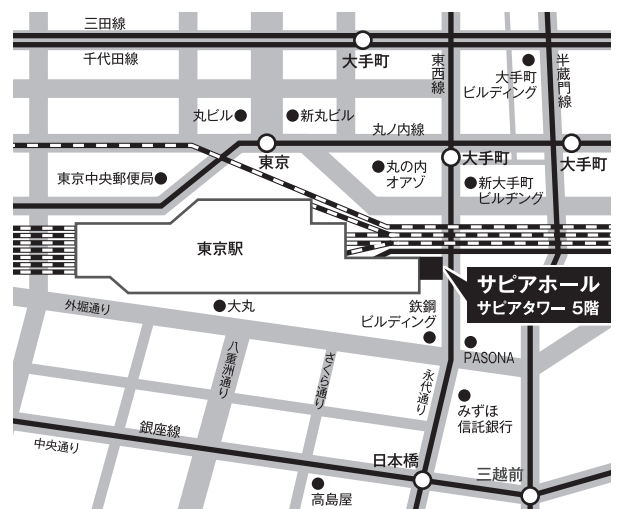 三田線
千代田線
大手町
東西線
大手町
ビルディング
半蔵門線
丸ビル
新丸ビル
丸ノ内線
東京
大手町
大手町
丸の内
オアゾ
新大手町
ビルヂング
東京中央郵便局
東京駅
サピアホール
サピアタワー 5階
外堀通り
大丸
鉄鋼
ビルディング
PASONA
八重洲通り
さくら通り
永代通り
みずほ
信託銀行
銀座線
中央通り
日本橋
三越前
高島屋